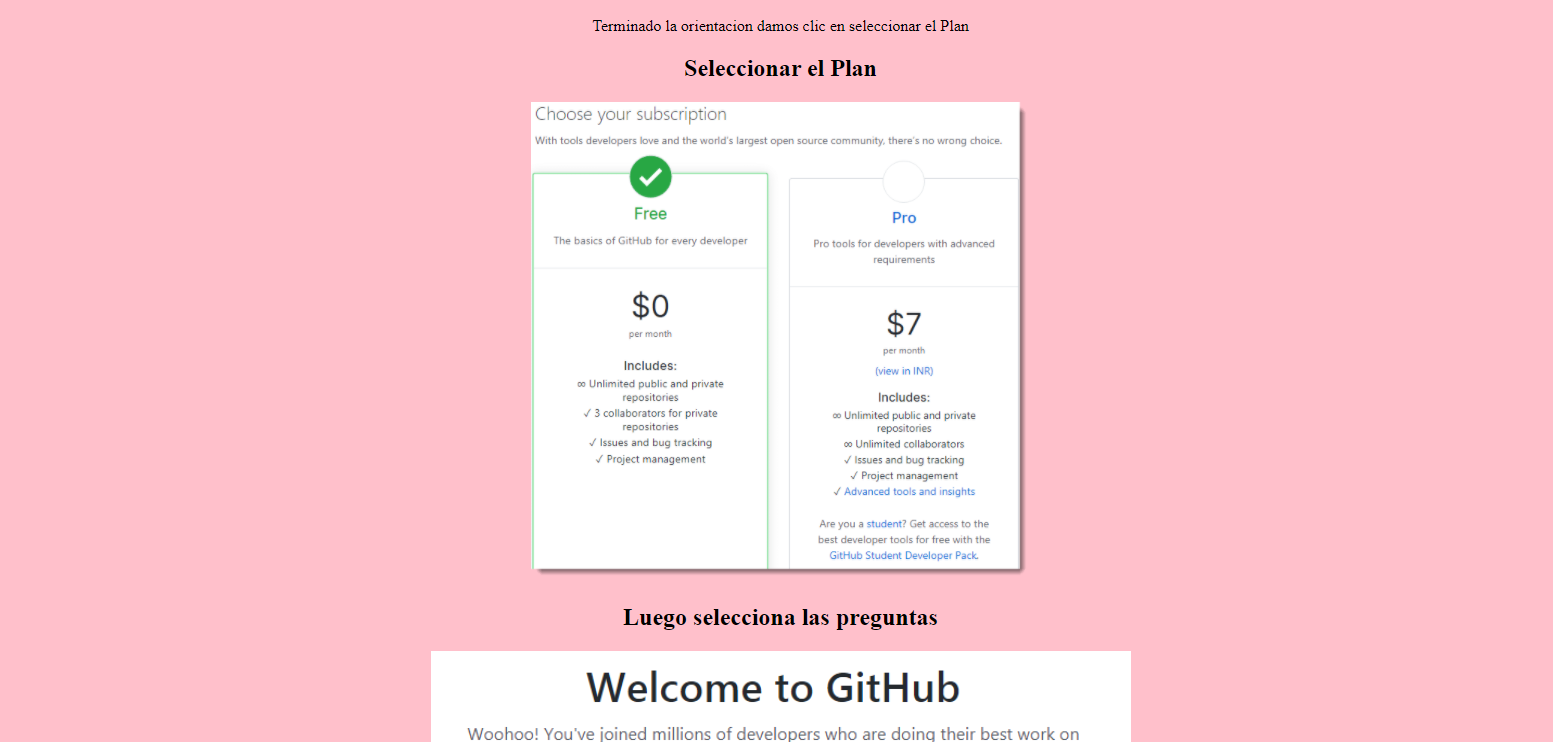 Terminado la orientacion damos clic en seleccionar el Plan
Seleccionar el Plan
Choose your subscription
With tools developers love and the world's largest open source community, there's no wrong choice.
Free
The basics of GitHub for every developer
$0
per month
Includes:
∞ Unlimited public and private
repositories
✓ 3 collaborators for private
repositories
✓ Issues and bug tracking
✓ Project management
Pro
Pro tools for developers with advanced
requirements
$7
per month
(view in INR)
Includes:
∞ Unlimited public and private
repositories
∞ Unlimited collaborators
✓ Issues and bug tracking
✓ Project management
✓ Advanced tools and insights
Are you a student? Get access to the
best developer tools for free with the
GitHub Student Developer Pack.
Luego selecciona las preguntas
Welcome to GitHub
Woohoo! You've joined millions of developers who are doing their best work on